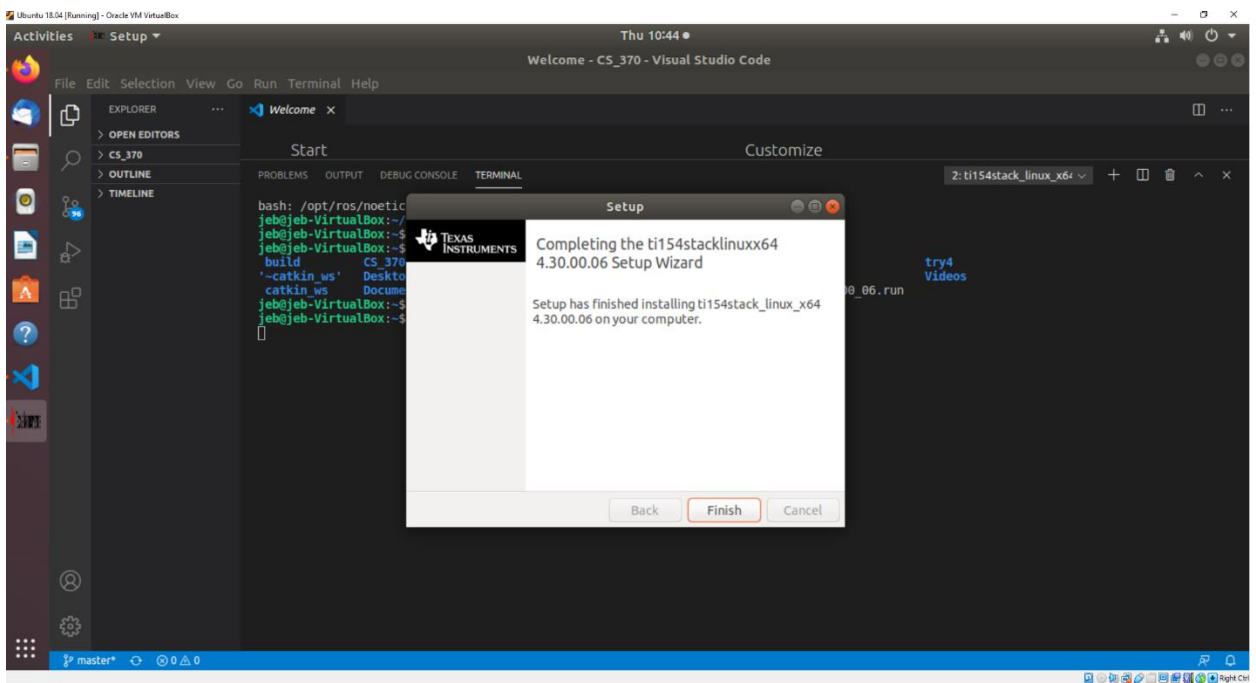 Ubuntu 18.04 [Running] - Oracle VM VirtualBox
Activities Setup Thu 10:44
Welcome - CS_370 - Visual Studio Code
File Edit Selection View Go Run Terminal Help
EXPLORER ... Welcome ...
OPEN EDITORS
CS_370 Start Customize
OUTLINE PROBLEMS OUTPUT DEBUG CONSOLE TERMINAL 2: ti154stack_linux_x64
TIMELINE
bash: /opt/ros/noetic
jeb@jeb-VirtualBox:~/
jeb@jeb-VirtualBox:~$
jeb@jeb-VirtualBox:~$
build CS_370 try4
'~catkin_ws' Deskto Videos
catkin_ws Docume 00_06.run
jeb@jeb-VirtualBox:~$
jeb@jeb-VirtualBox:~$
96
Setup
TEXAS
INSTRUMENTS
Completing the ti154stacklinuxx64
4.30.00.06 Setup Wizard
Setup has finished installing ti154stack_linux_x64
4.30.00.06 on your computer.
Back Finish Cancel
master* 0 0
Right Ctrl